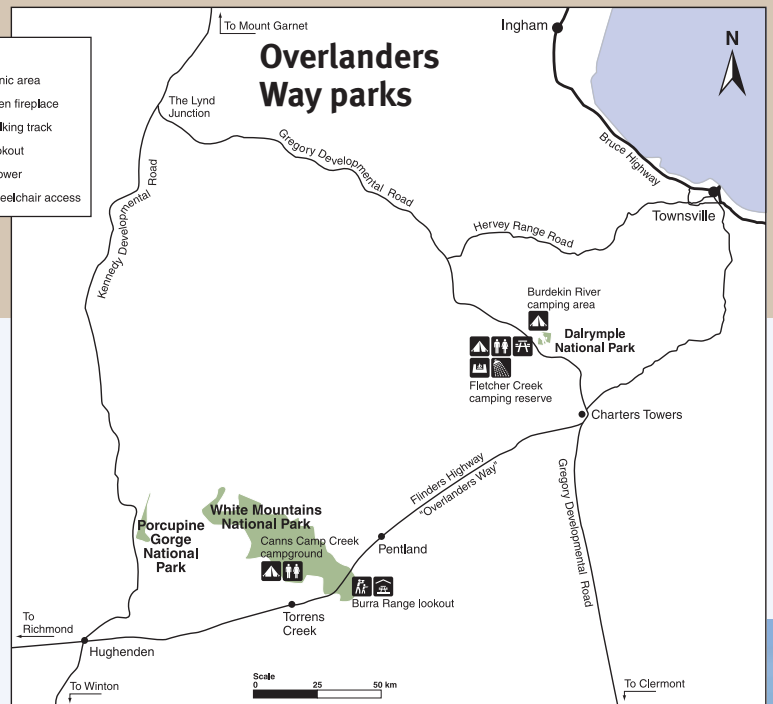 To Mount Garnet
Overlanders
Way parks
Ingham
N
nic area
en fireplace
lking track
okout
ower
eelchair access
The Lynd
Junction
Gregory Developmental Road
Bruce Highway
Kennedy Developmental Road
Townsville
Hervey Range Road
Burdekin River
camping area
Dalrymple
National Park
Fletcher Creek
camping reserve
Charters Towers
Flinders Highway
"Overlanders Way"
Gregory Developmental Road
White Mountains
National Park
Porcupine
Gorge
National
Park
Canns Camp Creek
campground
Pentland
Burra Range lookout
Torrens
Creek
To
Richmond
Hughenden
To Winton
Scale
0 25 50 km
To Clermont